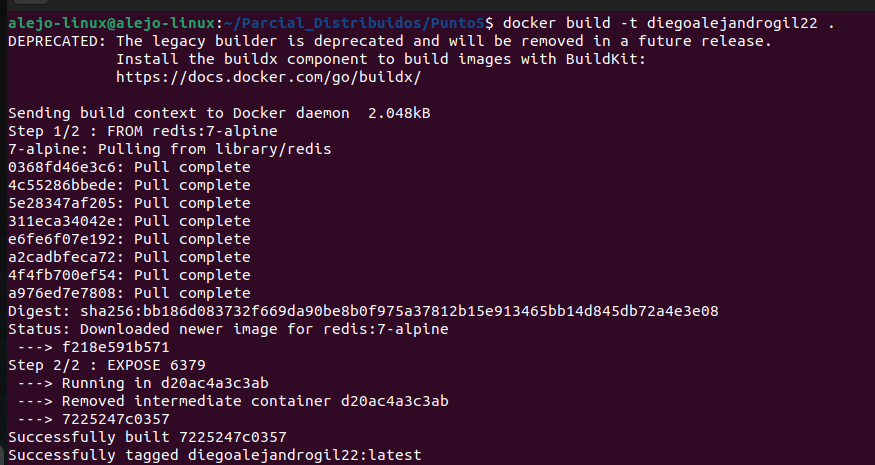 alejo-linux@alejo-linux:~/Parcial_Distribuidos/Punto5$ docker build -t diegoalejandrogil22 .
DEPRECATED: The legacy builder is deprecated and will be removed in a future release.
            Install the buildx component to build images with BuildKit:
            https://docs.docker.com/go/buildx/

Sending build context to Docker daemon  2.048kB
Step 1/2 : FROM redis:7-alpine
7-alpine: Pulling from library/redis
0368fd46e3c6: Pull complete
4c55286bbede: Pull complete
5e28347af205: Pull complete
311eca34042e: Pull complete
e6fe6f07e192: Pull complete
a2cadbfeca72: Pull complete
4f4fb700ef54: Pull complete
a976ed7e7808: Pull complete
Digest: sha256:bb186d083732f669da90be8b0f975a37812b15e913465bb14d845db72a4e3e08
Status: Downloaded newer image for redis:7-alpine
 ---> f218e591b571
Step 2/2 : EXPOSE 6379
 ---> Running in d20ac4a3c3ab
 ---> Removed intermediate container d20ac4a3c3ab
 ---> 7225247c0357
Successfully built 7225247c0357
Successfully tagged diegoalejandrogil22:latest